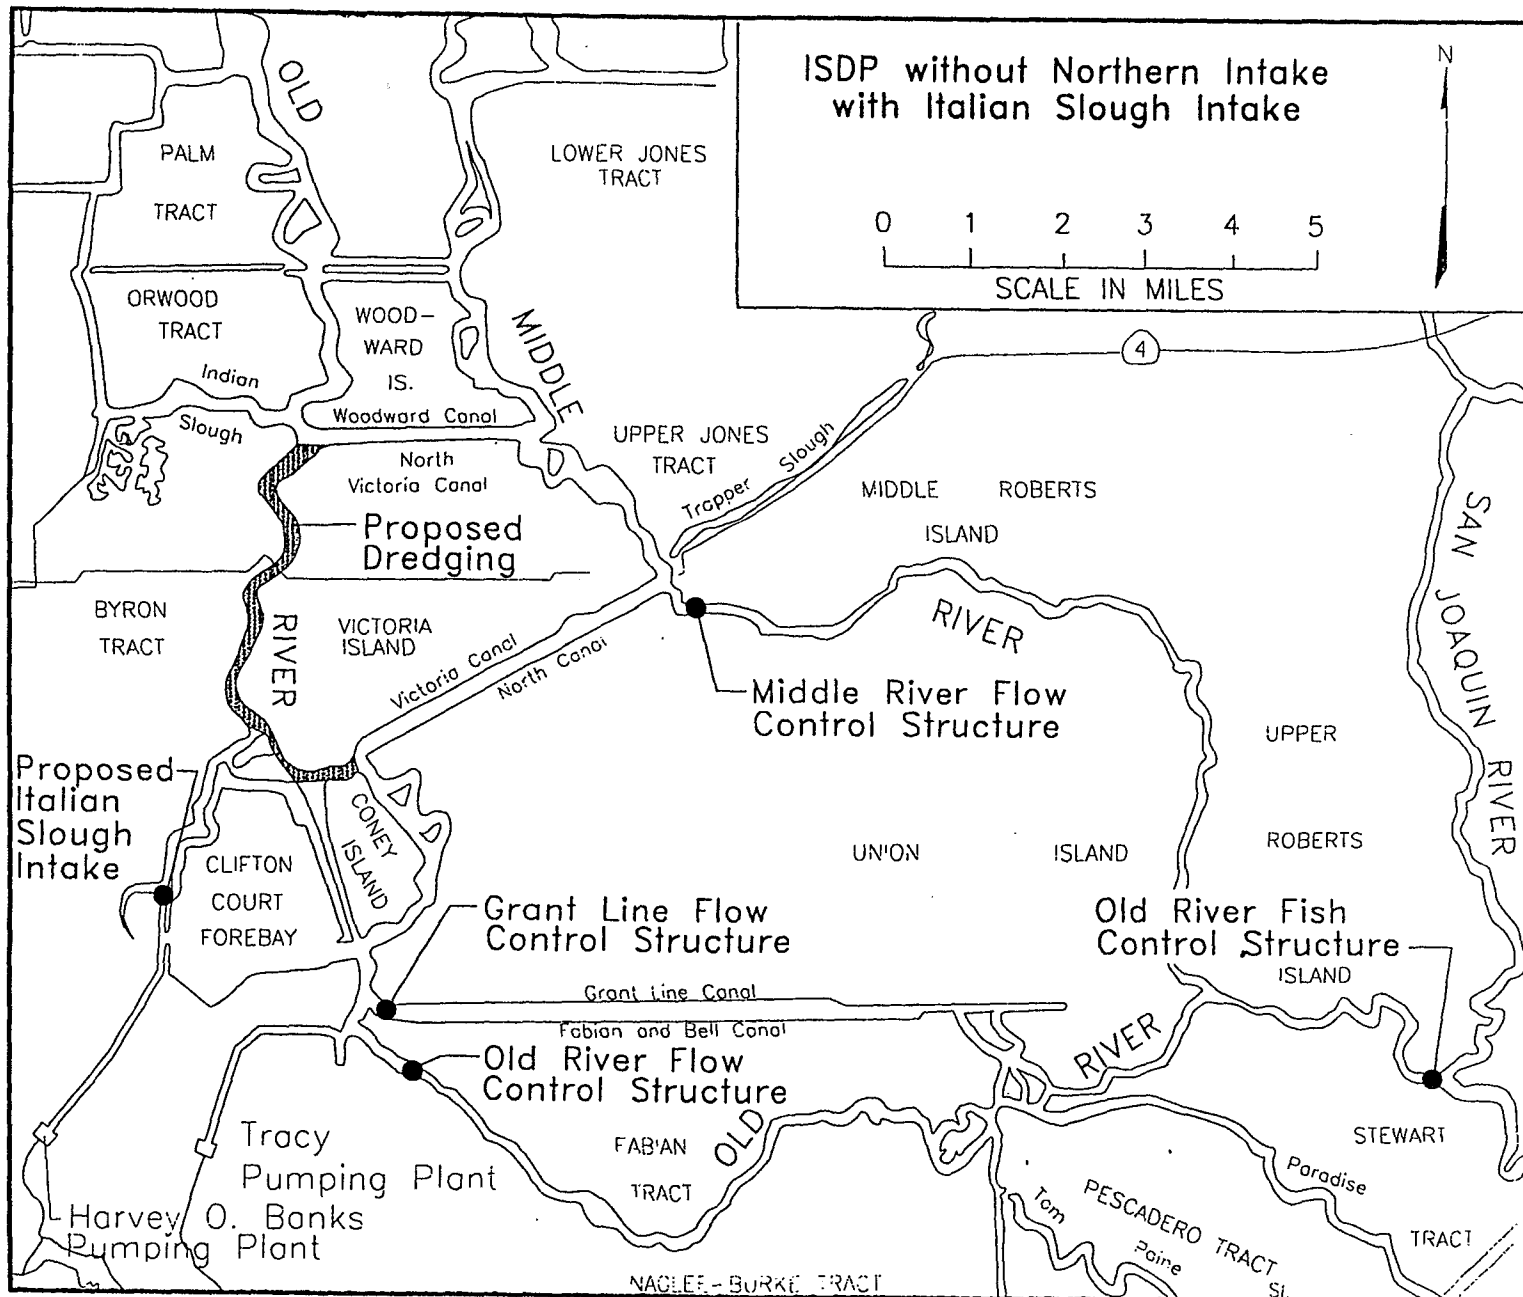 ISDP without Northern Intake
with Italian Slough Intake
N
0 1 2 3 4 5
SCALE IN MILES
OLD
PALM
TRACT
LOWER JONES
TRACT
ORWOOD
TRACT
WOOD-
WARD
IS.
MIDDLE
4
Indian
Slough
Woodward Canal
North
Victoria Canal
UPPER JONES
TRACT
Trapper Slough
MIDDLE ROBERTS
ISLAND
SAN JOAQUIN RIVER
Proposed
Dredging
BYRON
TRACT
RIVER
VICTORIA
ISLAND
Victoria Canal
North Canal
RIVER
Middle River Flow
Control Structure
UPPER
ROBERTS
ISLAND
Proposed
Italian
Slough
Intake
CONEY
ISLAND
CLIFTON
COURT
FOREBAY
UNION ISLAND
Grant Line Flow
Control Structure
Old River Fish
Control Structure
Grant Line Canal
Fabian and Bell Canal
Old River Flow
Control Structure
RIVER
OLD
FABIAN
TRACT
STEWART
TRACT
Paradise
PESCADERO TRACT
Tom
Paine
Sl.
Tracy
Pumping Plant
Harvey O. Banks
Pumping Plant
NAGLEE-BURKE TRACT